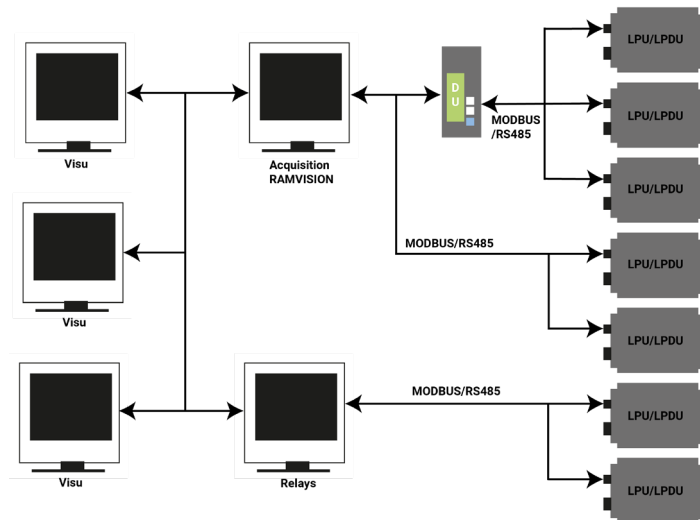 LPU/LPDU
D
U
MODBUS
/RS485
LPU/LPDU
Visu
Acquisition
RAMVISION
LPU/LPDU
MODBUS/RS485
LPU/LPDU
Visu
LPU/LPDU
MODBUS/RS485
LPU/LPDU
Visu
Relays
LPU/LPDU